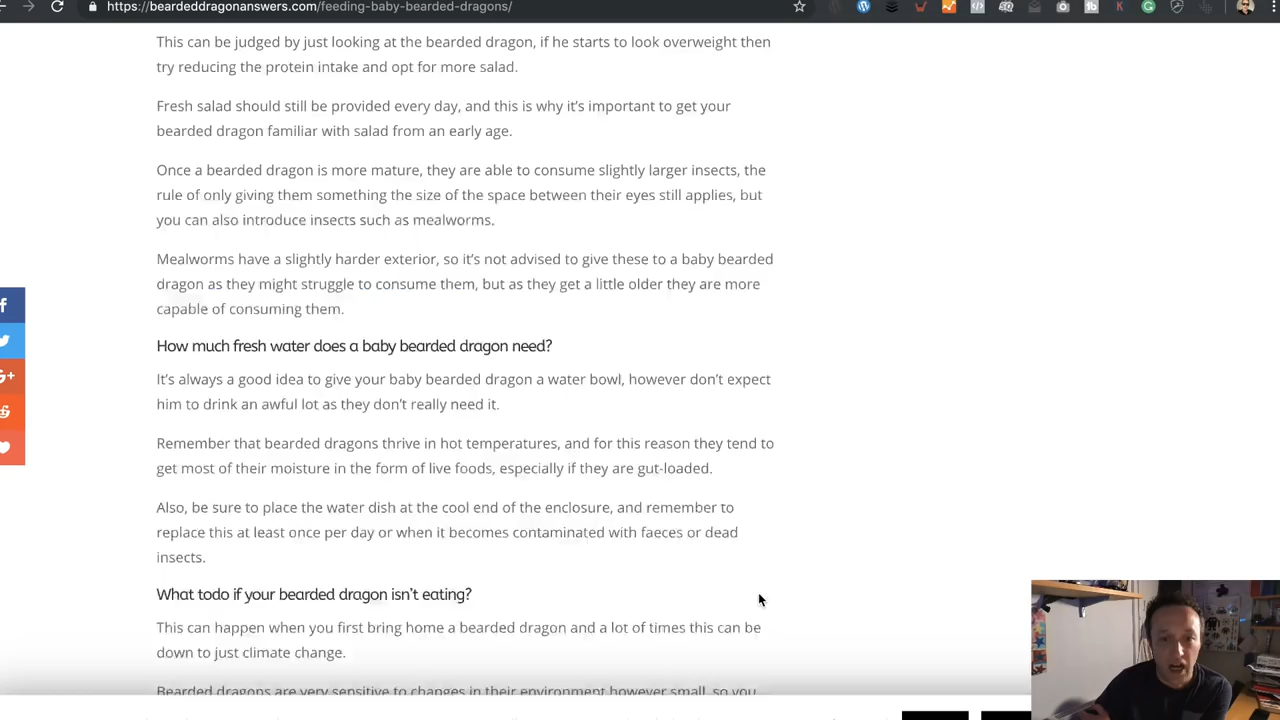 https://beardeddragonanswers.com/feeding-baby-bearded-dragons/
This can be judged by just looking at the bearded dragon, if he starts to look overweight then
try reducing the protein intake and opt for more salad.
Fresh salad should still be provided every day, and this is why it's important to get your
bearded dragon familiar with salad from an early age.
Once a bearded dragon is more mature, they are able to consume slightly larger insects, the
rule of only giving them something the size of the space between their eyes still applies, but
you can also introduce insects such as mealworms.
Mealworms have a slightly harder exterior, so it's not advised to give these to a baby bearded
dragon as they might struggle to consume them, but as they get a little older they are more
capable of consuming them.
How much fresh water does a baby bearded dragon need?
It's always a good idea to give your baby bearded dragon a water bowl, however don't expect
him to drink an awful lot as they don't really need it.
Remember that bearded dragons thrive in hot temperatures, and for this reason they tend to
get most of their moisture in the form of live foods, especially if they are gut-loaded.
Also, be sure to place the water dish at the cool end of the enclosure, and remember to
replace this at least once per day or when it becomes contaminated with faeces or dead
insects.
What todo if your bearded dragon isn't eating?
This can happen when you first bring home a bearded dragon and a lot of times this can be
down to just climate change.
Bearded dragons are very sensitive to changes in their environment however small, so you